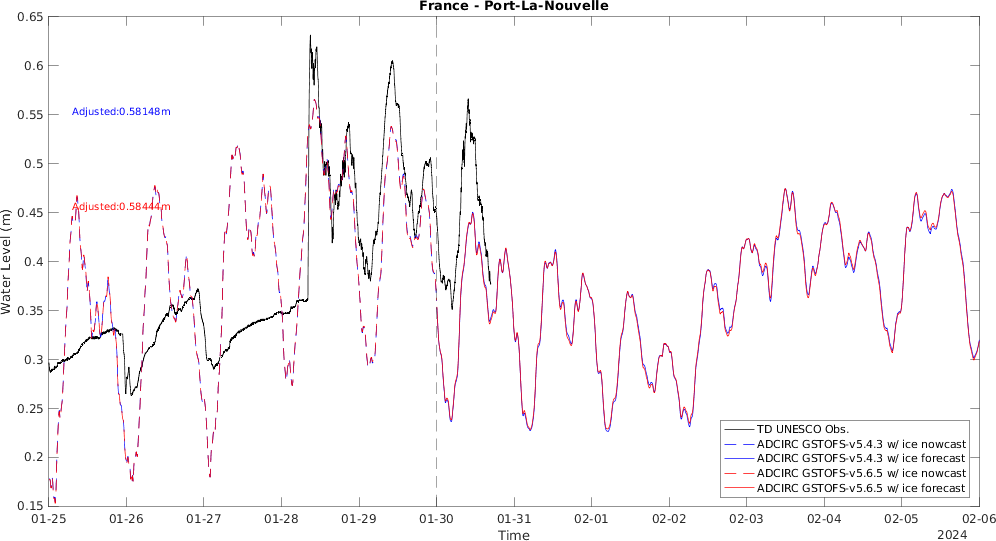 France - Port-La-Nouvelle
0.65
0.6
0.55
0.5
0.45
0.4
0.35
0.3
0.25
0.2
0.15
Water Level (m)
Adjusted:0.58148m
Adjusted:0.58444m
TD UNESCO Obs.
ADCIRC GSTOFS-v5.4.3 w/ ice nowcast
ADCIRC GSTOFS-v5.4.3 w/ ice forecast
ADCIRC GSTOFS-v5.6.5 w/ ice nowcast
ADCIRC GSTOFS-v5.6.5 w/ ice forecast
01-25 01-26 01-27 01-28 01-29 01-30 01-31 02-01 02-02 02-03 02-04 02-05 02-06
Time
2024